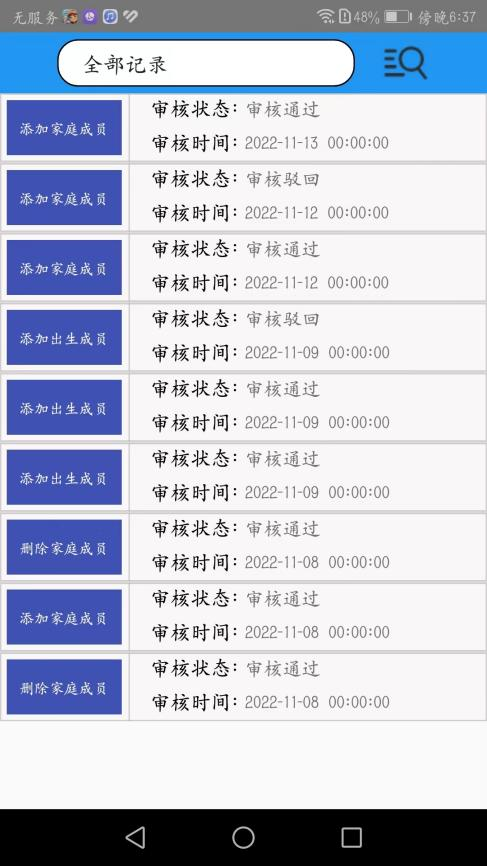 无服务 48% 傍晚6:37
全部记录
添加家庭成员
审核状态：审核通过
审核时间：2022-11-13 00:00:00
添加家庭成员
审核状态：审核驳回
审核时间：2022-11-12 00:00:00
添加家庭成员
审核状态：审核通过
审核时间：2022-11-12 00:00:00
添加出生成员
审核状态：审核驳回
审核时间：2022-11-09 00:00:00
添加出生成员
审核状态：审核通过
审核时间：2022-11-09 00:00:00
添加出生成员
审核状态：审核通过
审核时间：2022-11-09 00:00:00
删除家庭成员
审核状态：审核通过
审核时间：2022-11-08 00:00:00
添加家庭成员
审核状态：审核通过
审核时间：2022-11-08 00:00:00
删除家庭成员
审核状态：审核通过
审核时间：2022-11-08 00:00:00